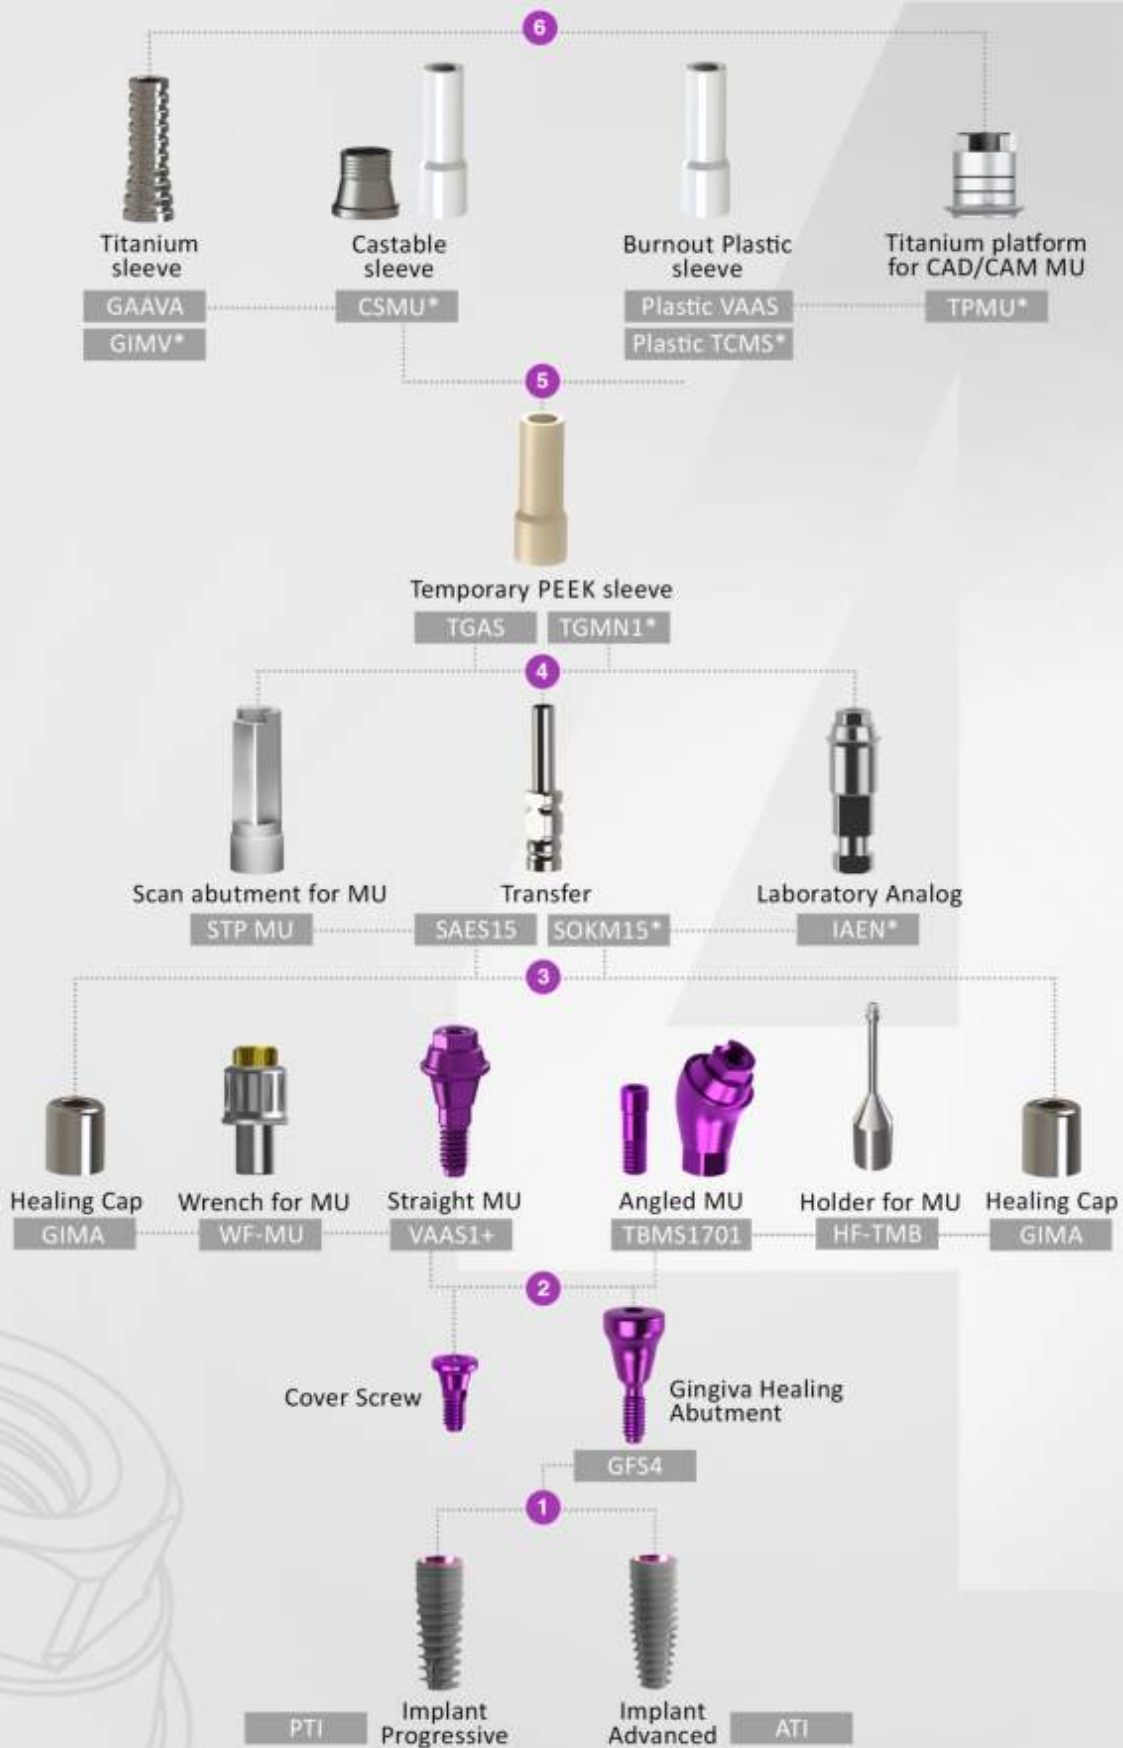 6
Titanium
sleeve
Castable
sleeve
Burnout Plastic
sleeve
Titanium platform
for CAD/CAM MU
GAAVA
CSMU*
Plastic VAAS
TPMU*
GIMV*
Plastic TCMS*
5
Temporary PEEK sleeve
TGAS
TGMN1*
4
Scan abutment for MU
Transfer
Laboratory Analog
STP MU
SAES15
SOKM15*
IAEN*
3
Healing Cap
Wrench for MU
Straight MU
Angled MU
Holder for MU
Healing Cap
GIMA
WF-MU
VAAS1+
TBMS1701
HF-TMB
GIMA
2
Cover Screw
Gingiva Healing
Abutment
GFS4
1
PTI
Implant
Progressive
Implant
Advanced
ATI